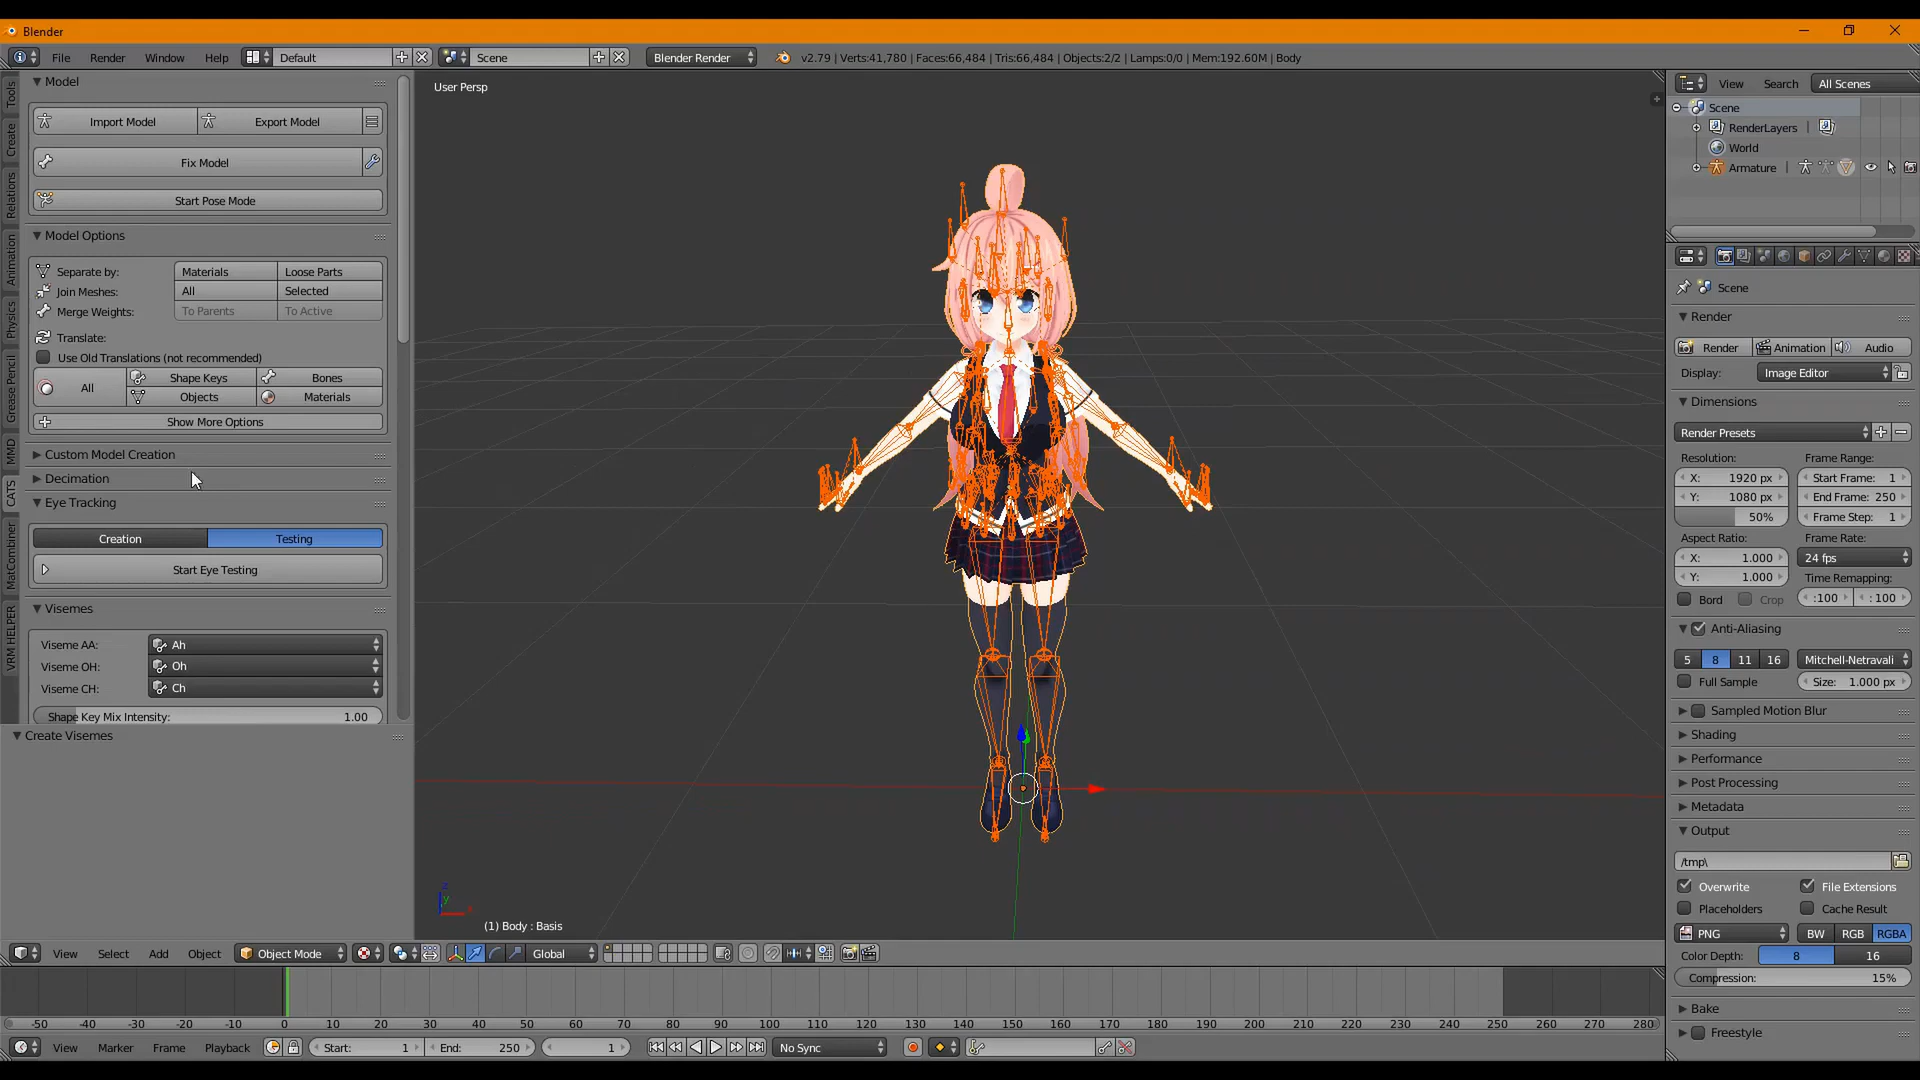 Blender
File Render Window Help Default Scene Blender Render v2.79 | Verts:41,780 | Faces:66,484 | Tris:66,484 | Objects:2/2 | Lamps:0/0 | Mem:192.60M | Body
Tools
Create
Relations
Animation
Physics
Grease Pencil
MMD
CATS
MatCombiner
VRM HELPER
Model
Import Model Export Model
Fix Model
Start Pose Mode
Model Options
Separate by: Materials Loose Parts
Join Meshes: All Selected
Merge Weights: To Parents To Active
Translate:
Use Old Translations (not recommended)
All Shape Keys Bones
Objects Materials
Show More Options
Custom Model Creation
Decimation
Eye Tracking
Creation Testing
Start Eye Testing
Visemes
Viseme AA: Ah
Viseme OH: Oh
Viseme CH: Ch
Shape Key Mix Intensity: 1.00
Create Visemes
User Persp
z
y
x
(1) Body : Basis
View Select Add Object Object Mode Global
-50 -40 -30 -20 -10 0 10 20 30 40 50 60 70 80 90 100 110 120 130 140 150 160 170 180 190 200 210 220 230 240 250 260 270 280
View Marker Frame Playback Start: 1 End: 250 1 No Sync
View Search All Scenes
Scene
RenderLayers |
World
Armature |
Scene
Render
Render Animation Audio
Display: Image Editor
Dimensions
Render Presets
Resolution: Frame Range:
X: 1920 px Start Frame: 1
Y: 1080 px End Frame: 250
50% Frame Step: 1
Aspect Ratio: Frame Rate:
X: 1.000 24 fps
Y: 1.000 Time Remapping:
Bord Crop :100 : 100
Anti-Aliasing
5 8 11 16 Mitchell-Netravali
Full Sample Size: 1.000 px
Sampled Motion Blur
Shading
Performance
Post Processing
Metadata
Output
/tmp\
Overwrite File Extensions
Placeholders Cache Result
PNG BW RGB RGBA
Color Depth: 8 16
Compression: 15%
Bake
Freestyle